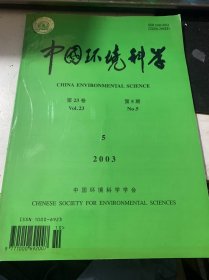 中国环境科学
CHINA ENVIRONMENTAL SCIENCE
第23卷 第5期
Vol.23 No.5
5
2003
中国环境科学学会
CHINESE SOCIETY FOR ENVIRONMENTAL SCIENCES
ISSN 1000-6923